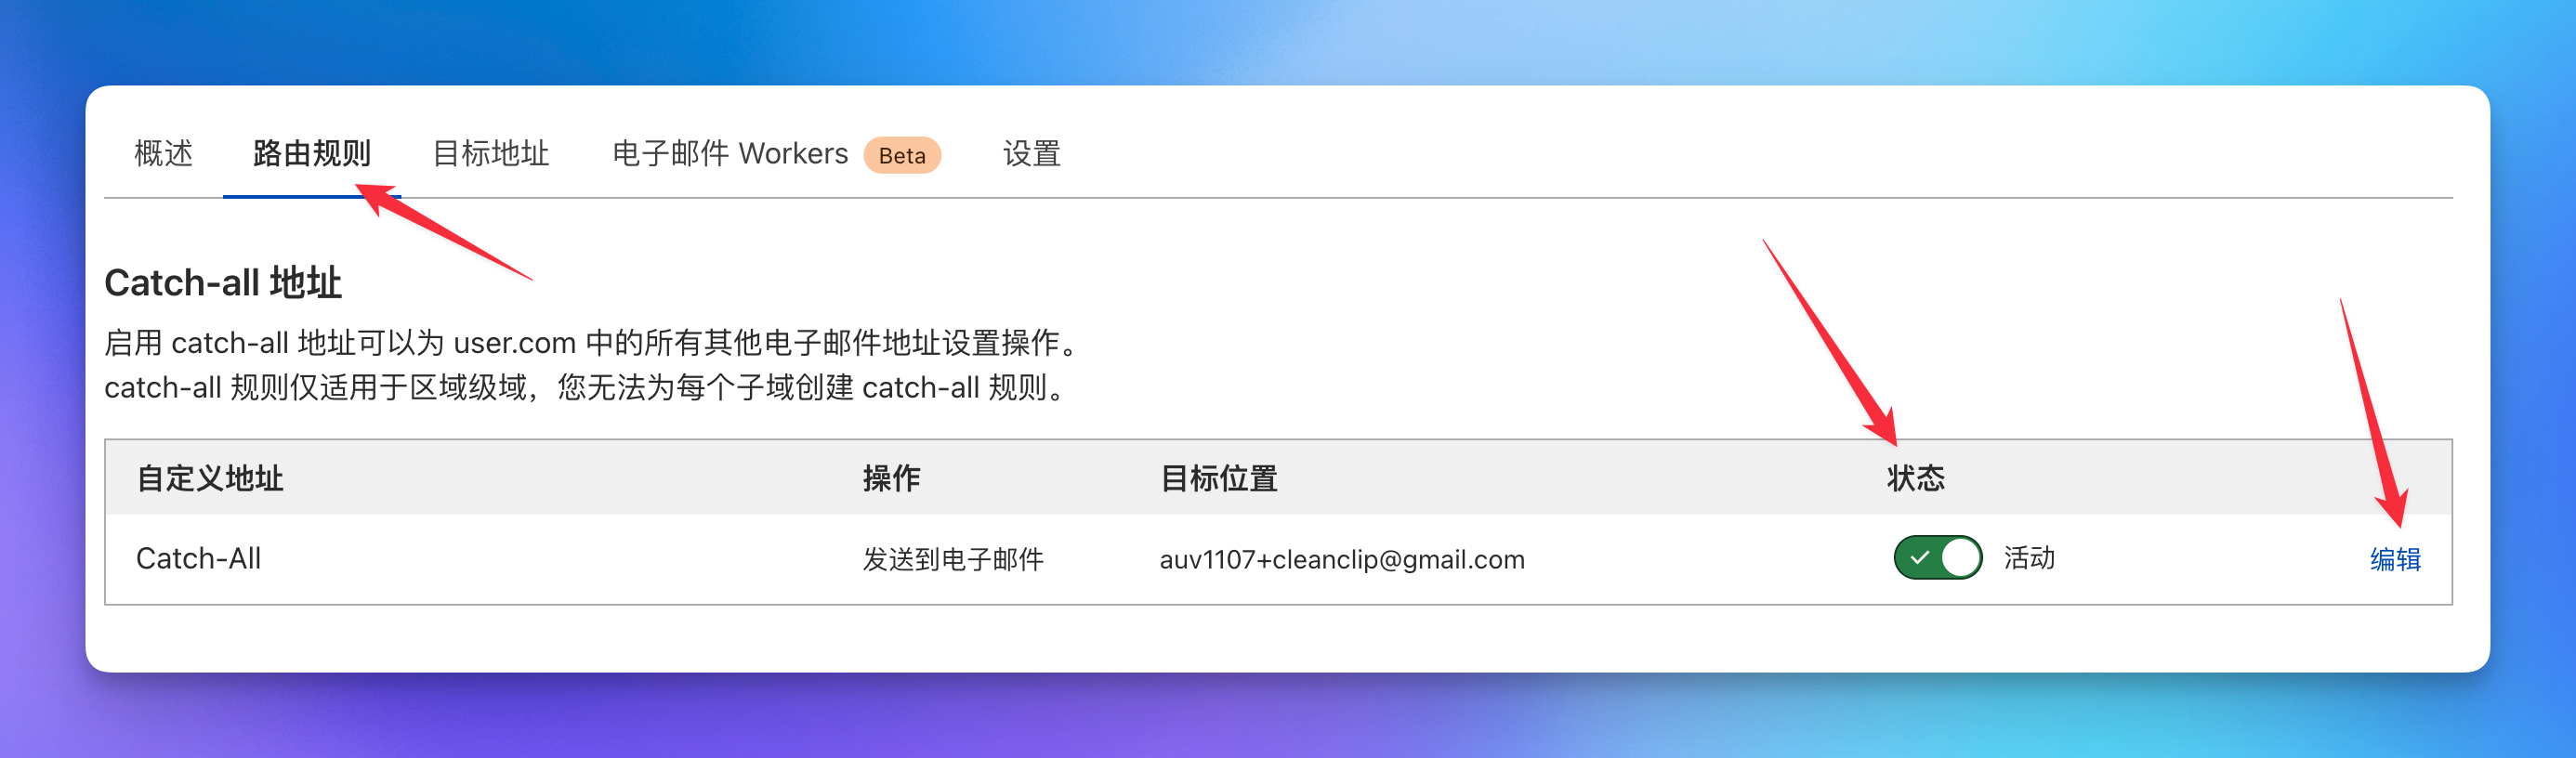 概述 路由规则 目标地址 电子邮件 Workers Beta 设置
Catch-all 地址
启用 catch-all 地址可以为 user.com 中的所有其他电子邮件地址设置操作。
catch-all 规则仅适用于区域级域，您无法为每个子域创建 catch-all 规则。
自定义地址 操作 目标位置 状态
Catch-All 发送到电子邮件 auv1107+cleanclip@gmail.com 活动 编辑